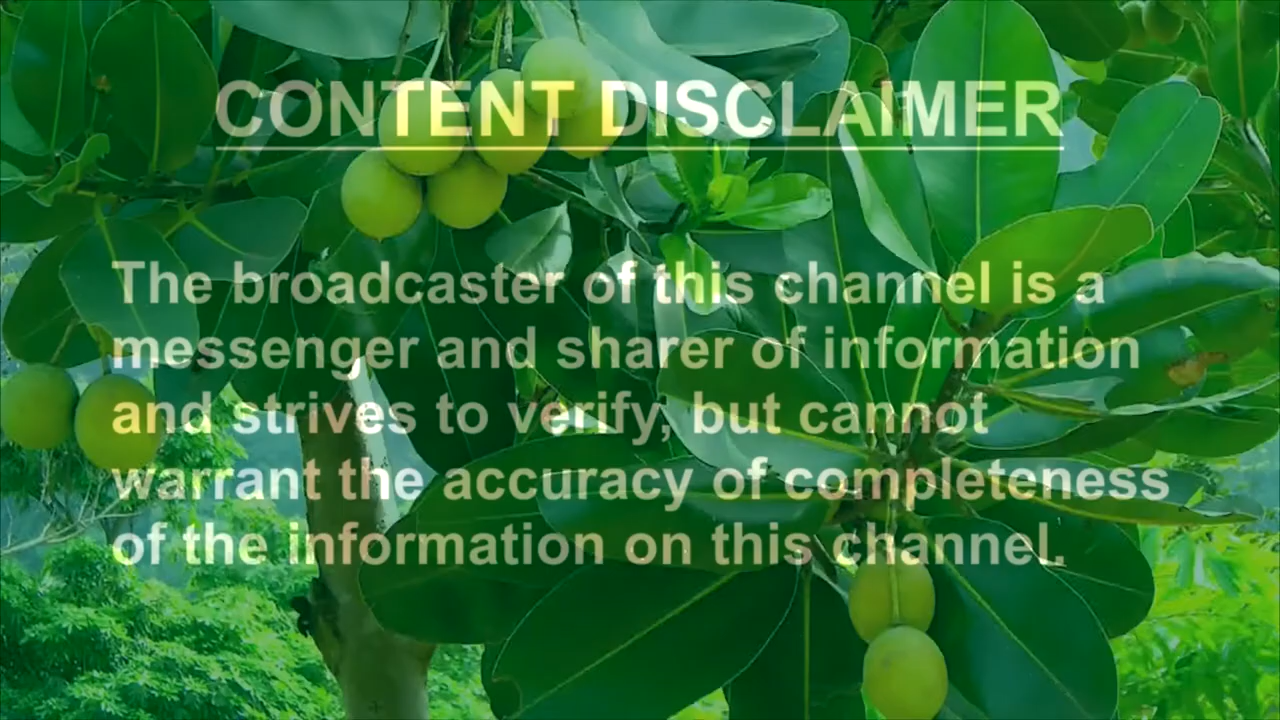 CONTENT DISCLAIMER
The broadcaster of this channel is a
messenger and sharer of information
and strives to verify, but cannot
warrant the accuracy of completeness
of the information on this channel.